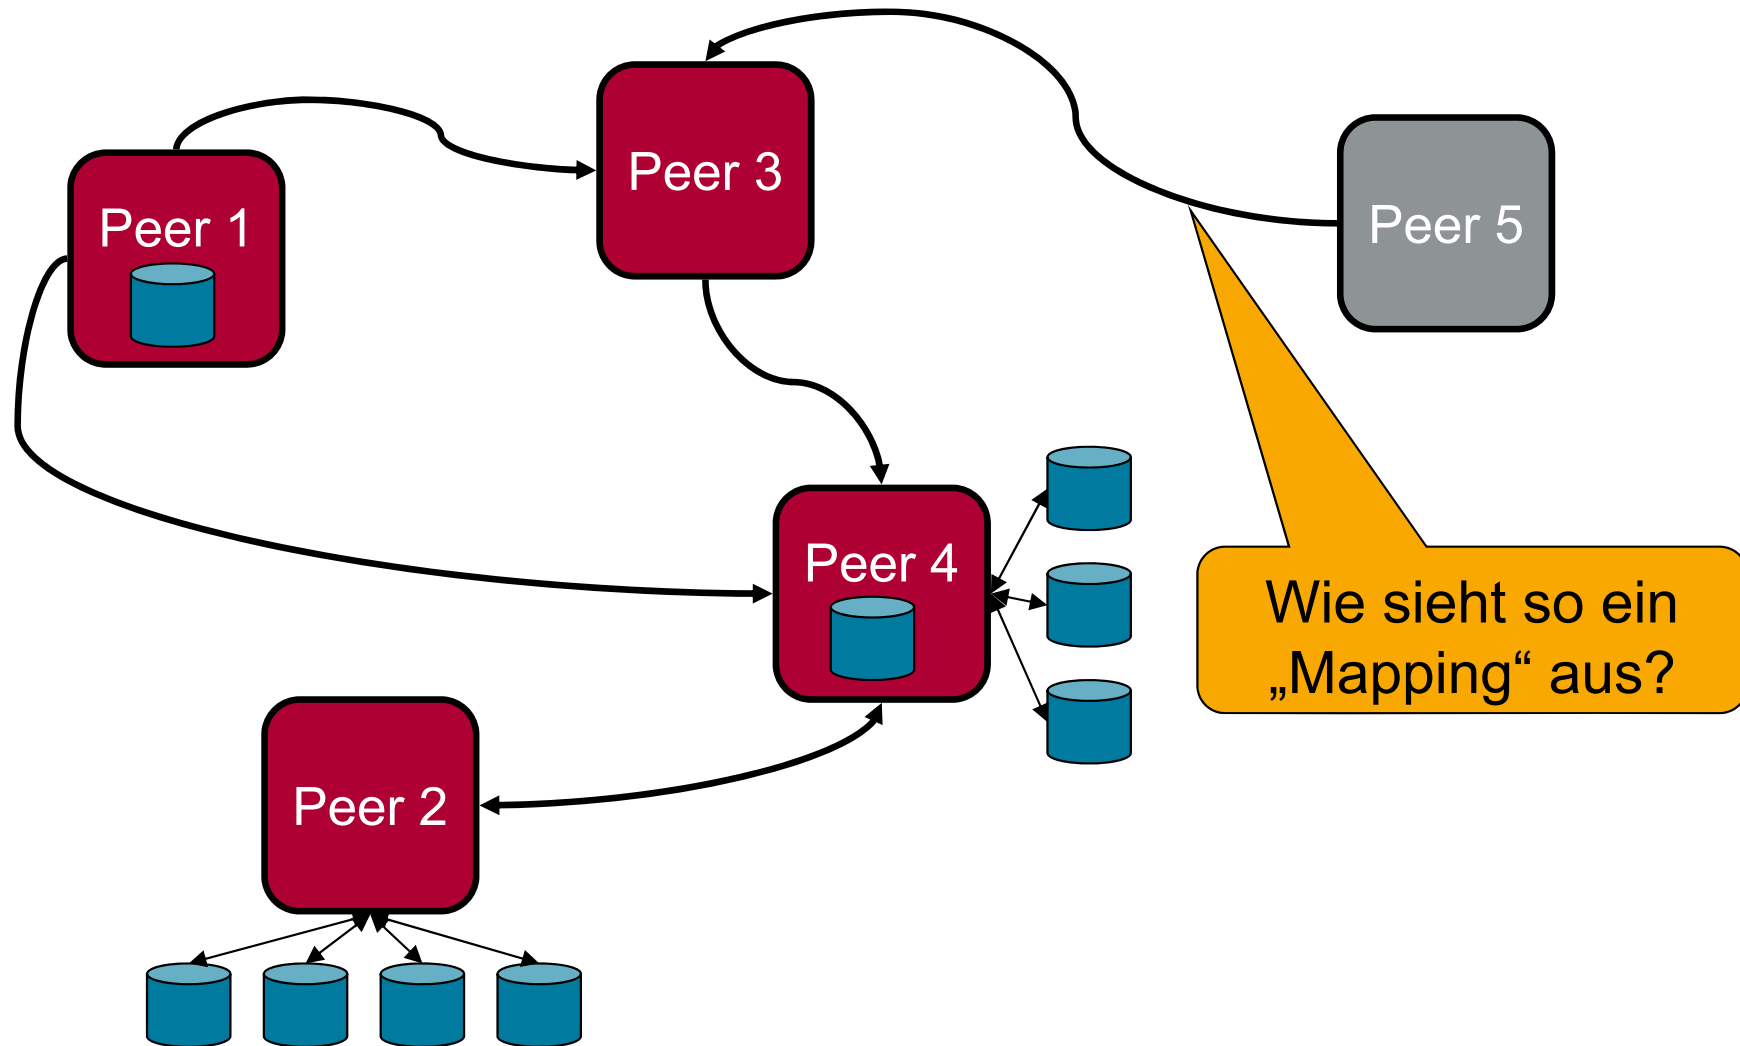 Peer 3
Peer 1
Peer 5
Peer 4
Wie sieht so ein
„Mapping“ aus?
Peer 2